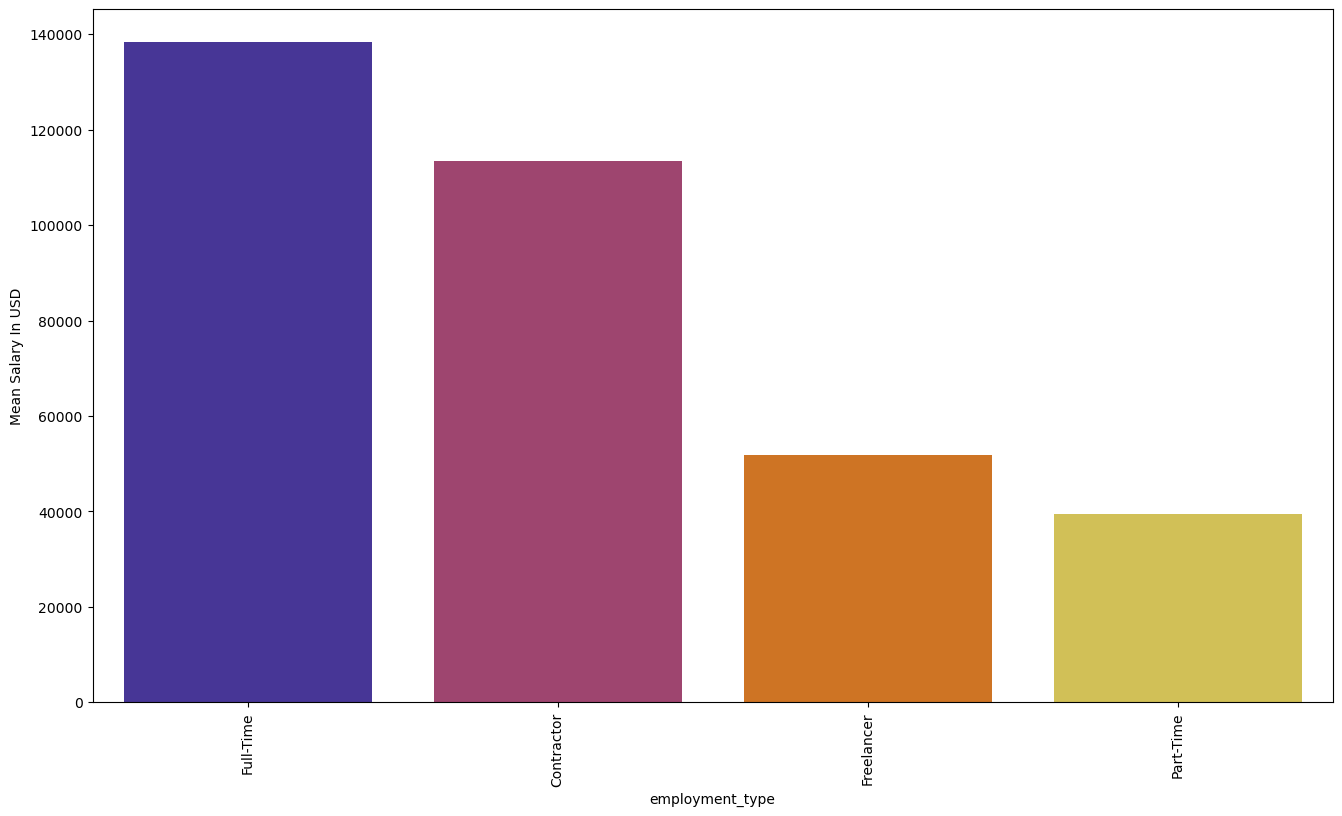 140000
120000
100000
80000
60000
40000
20000
0
Mean Salary In USD
Full-Time
Contractor
Freelancer
Part-Time
employment_type